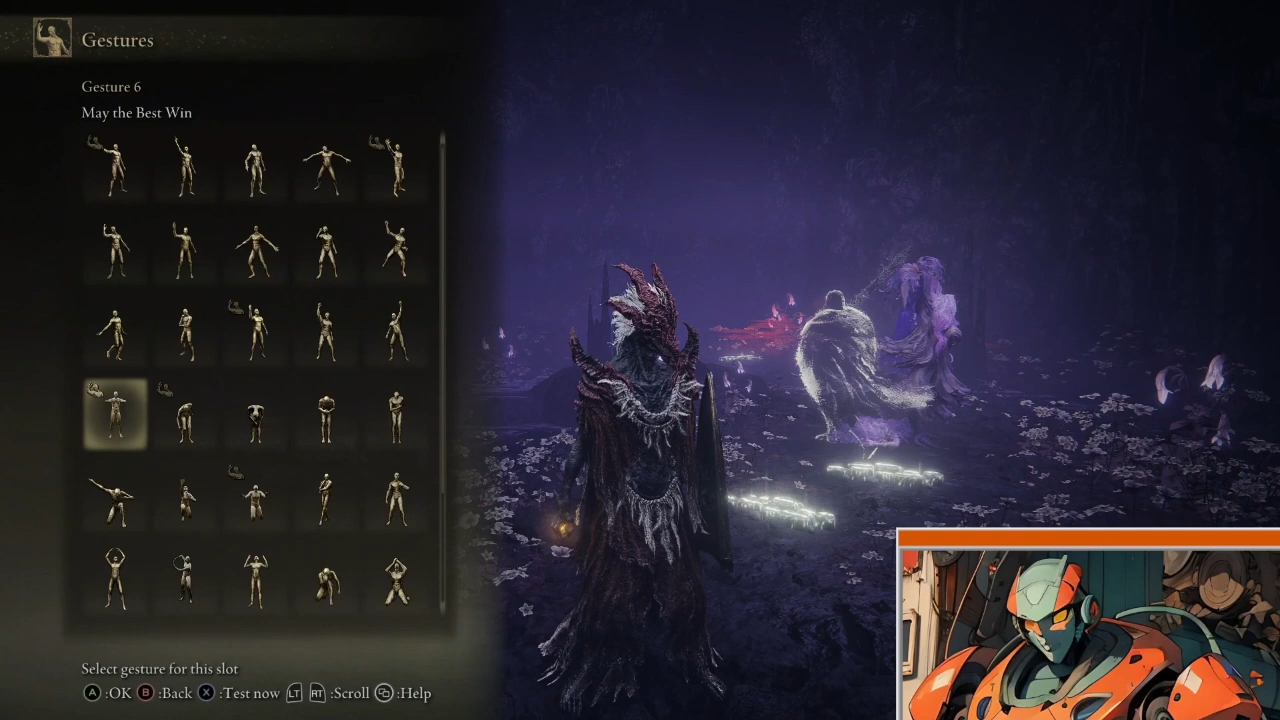 Gestures
Gesture 6
May the Best Win
Select gesture for this slot
A :OK B :Back X :Test now LT RT :Scroll :Help